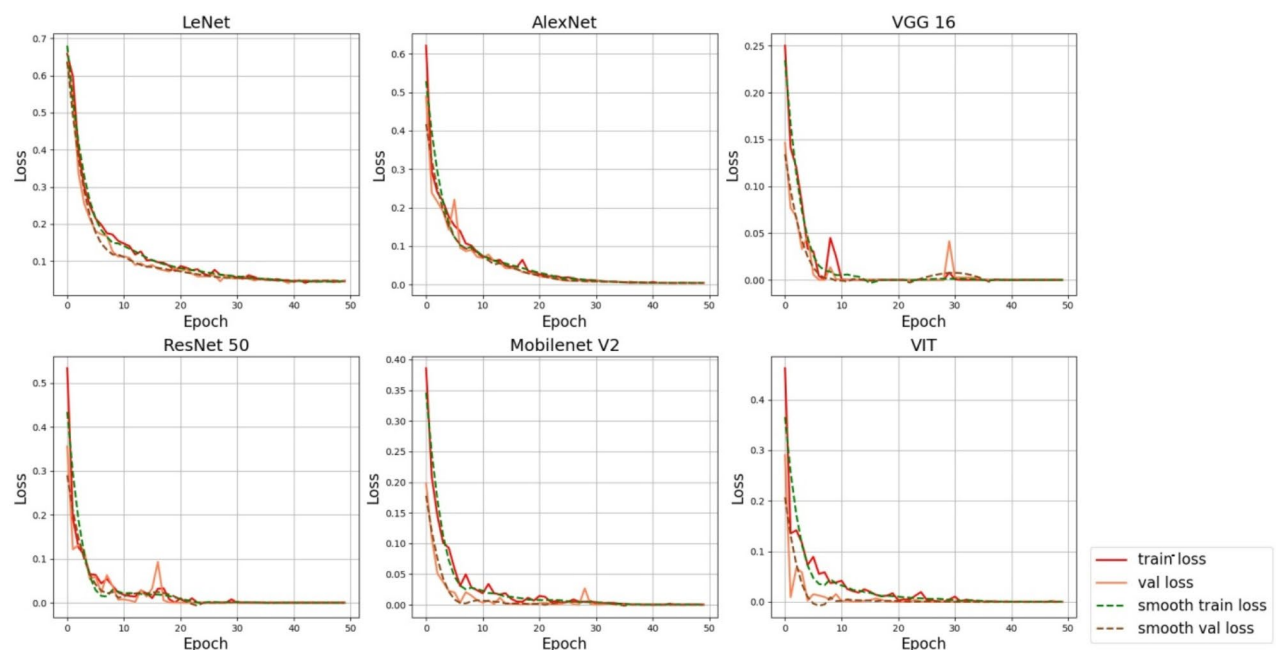 LeNet
0.7
0.6
0.5
0.4
0.3
0.2
0.1
Loss
0 10 20 30 40 50
Epoch
AlexNet
0.6
0.5
0.4
0.3
0.2
0.1
0.0
Loss
0 10 20 30 40 50
Epoch
VGG 16
0.25
0.20
0.15
0.10
0.05
0.00
Loss
0 10 20 30 40 50
Epoch
ResNet 50
0.5
0.4
0.3
0.2
0.1
0.0
Loss
0 10 20 30 40 50
Epoch
Mobilenet V2
0.40
0.35
0.30
0.25
0.20
0.15
0.10
0.05
0.00
Loss
0 10 20 30 40 50
Epoch
VIT
0.4
0.3
0.2
0.1
0.0
Loss
0 10 20 30 40 50
Epoch
train loss
val loss
smooth train loss
smooth val loss